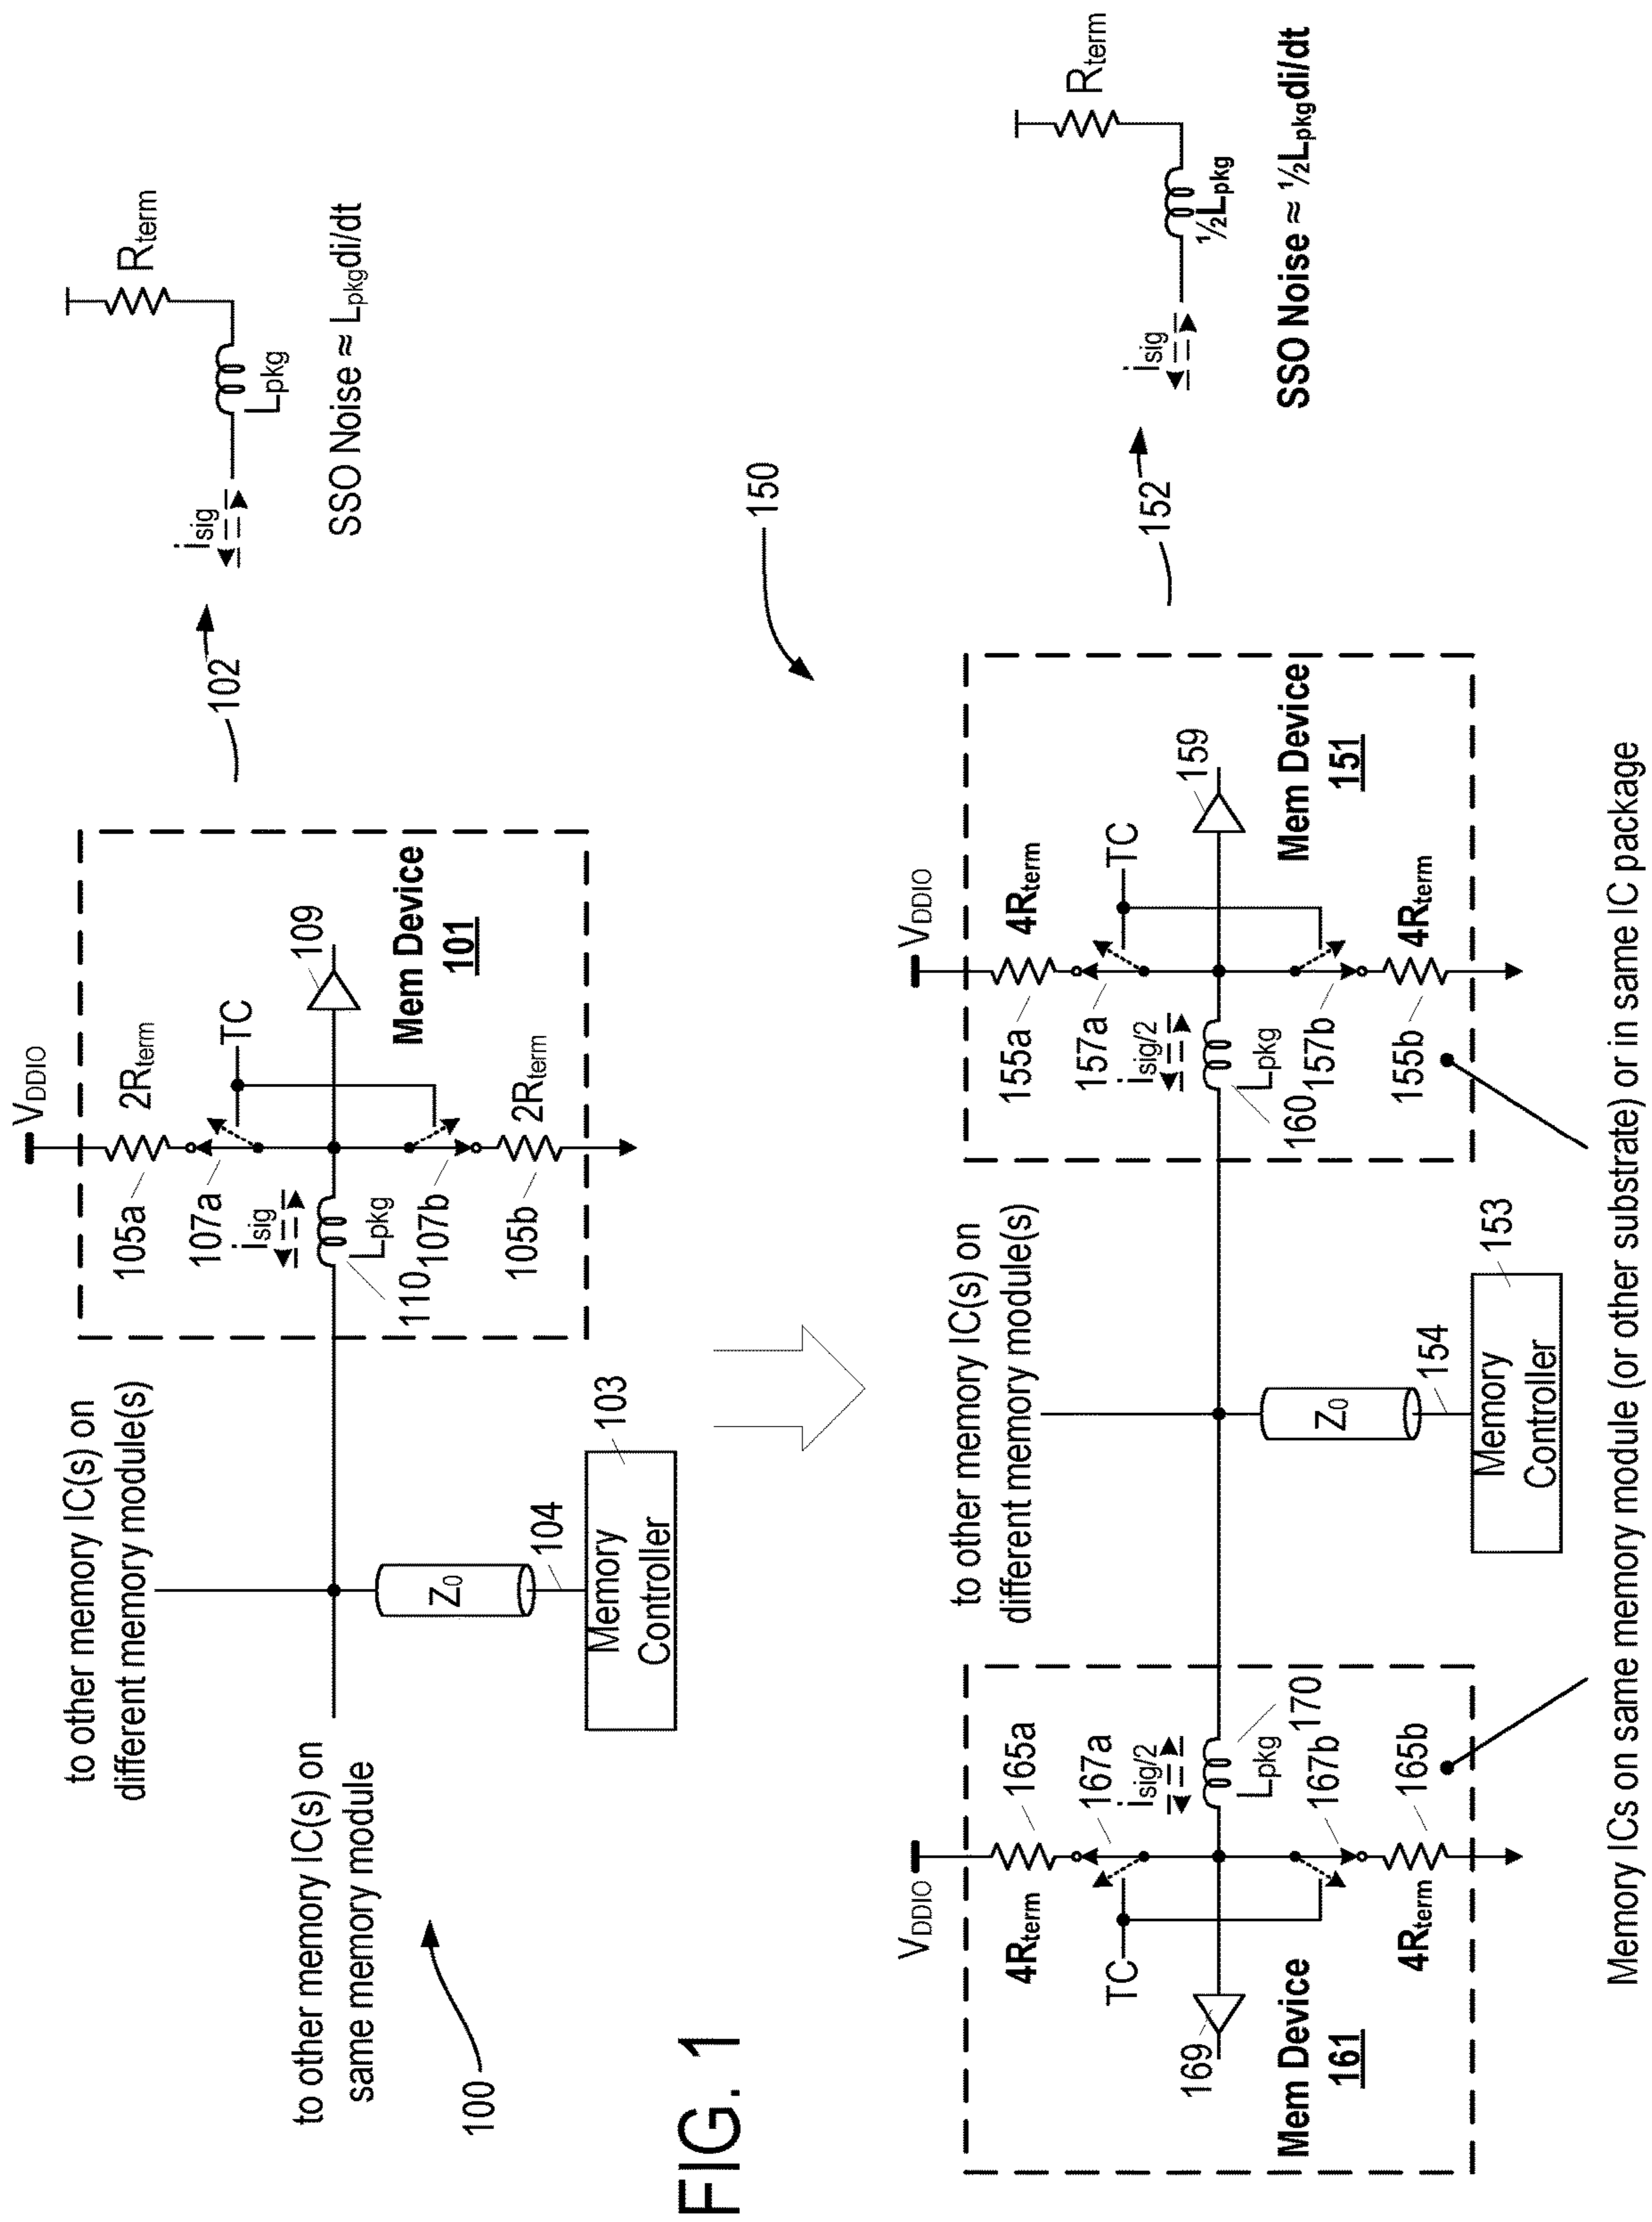 FIG. 1
100
to other memory IC(s) on
different memory module(s)
to other memory IC(s) on
same memory module
Z0
104
Memory
Controller
103
VDDIO
105a
2Rterm
107a
TC
isig
109
110
Lpkg
107b
105b
2Rterm
Mem Device
101
102
isig
Lpkg
Rterm
SSO Noise ≈ Lpkgdi/dt
150
to other memory IC(s) on
different memory module(s)
VDDIO
4Rterm
165a
TC
167a
isig/2
169
170
Lpkg
167b
4Rterm
165b
Mem Device
161
Z0
154
Memory
Controller
153
VDDIO
155a
4Rterm
157a
TC
isig/2
159
160
Lpkg
157b
155b
4Rterm
Mem Device
151
152
isig
½Lpkg
Rterm
SSO Noise ≈ ½Lpkgdi/dt
Memory ICs on same memory module (or other substrate) or in same IC package